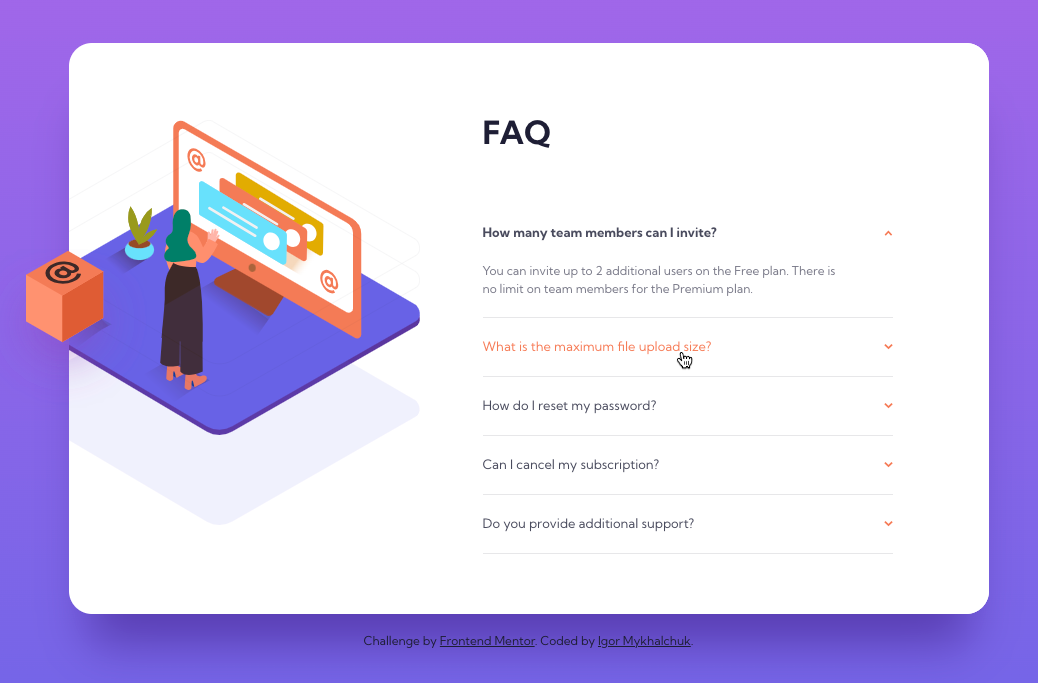 FAQ
How many team members can I invite?
You can invite up to 2 additional users on the Free plan. There is
no limit on team members for the Premium plan.
What is the maximum file upload size?
How do I reset my password?
Can I cancel my subscription?
Do you provide additional support?
@
@
@
Challenge by Frontend Mentor. Coded by Igor Mykhalchuk.